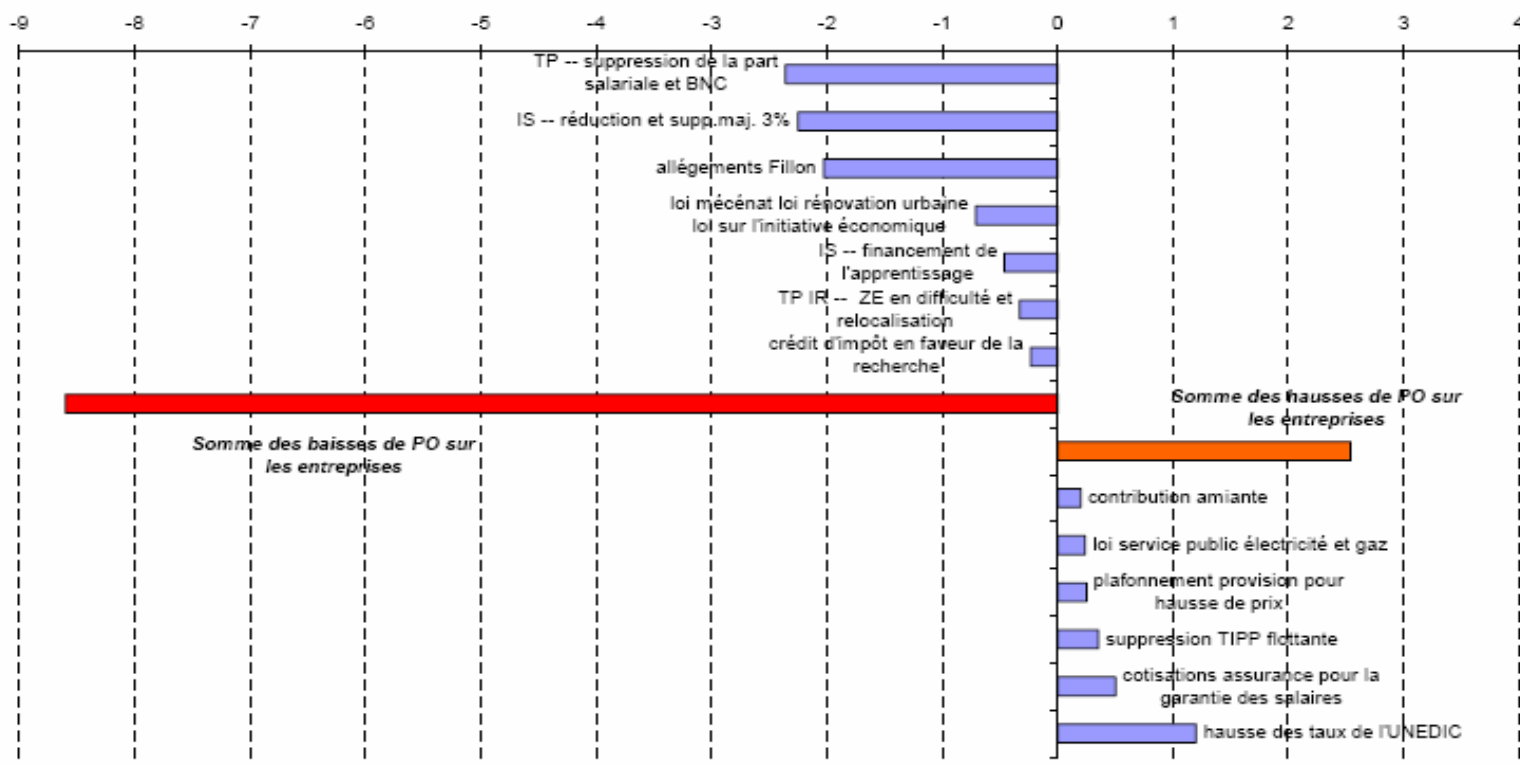 -9 -8 -7 -6 -5 -4 -3 -2 -1 0 1 2 3 4
TP -- suppression de la part
salariale et BNC
IS -- réduction et supp.maj. 3%
allégements Fillon
loi mécénat loi rénovation urbaine
loi sur l'initiative économique
IS -- financement de
l'apprentissage
TP IR -- ZE en difficulté et
relocalisation
crédit d'impôt en faveur de la
recherche
Somme des hausses de PO sur
les entreprises
Somme des baisses de PO sur
les entreprises
contribution amiante
loi service public électricité et gaz
plafonnement provision pour
hausse de prix
suppression TIPP flottante
cotisations assurance pour la
garantie des salaires
hausse des taux de l'UNEDIC